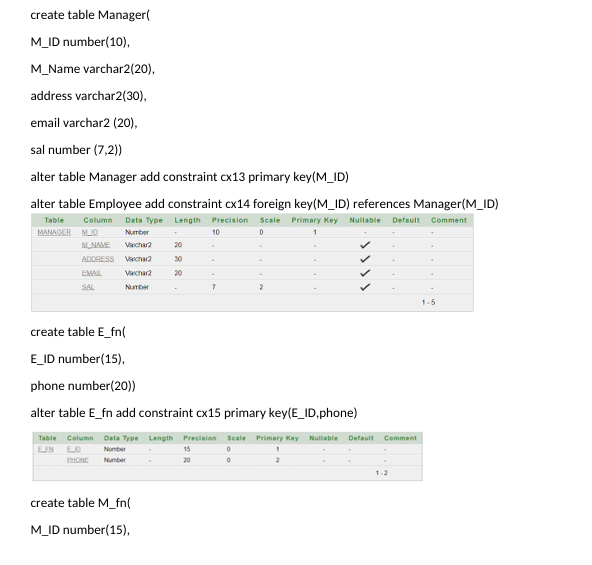 create table Manager(
M_ID number(10),
M_Name varchar2(20),
address varchar2(30),
email varchar2 (20),
sal number (7,2))
alter table Manager add constraint cx13 primary key(M_ID)
alter table Employee add constraint cx14 foreign key(M_ID) references Manager(M_ID)
Table Column Data Type Length Precision Scale Primary Key Nullable Default Comment
MANAGER M_ID Number - 10 0 1 - - -
M_NAME Varchar2 20 - - - ✓ - -
ADDRESS Varchar2 30 - - - ✓ - -
EMAIL Varchar2 20 - - - ✓ - -
SAL Number - 7 2 - ✓ - -
1 - 5
create table E_fn(
E_ID number(15),
phone number(20))
alter table E_fn add constraint cx15 primary key(E_ID,phone)
Table Column Data Type Length Precision Scale Primary Key Nullable Default Comment
E_FN E_ID Number - 15 0 1 - - -
PHONE Number - 20 0 2 - - -
1 - 2
create table M_fn(
M_ID number(15),